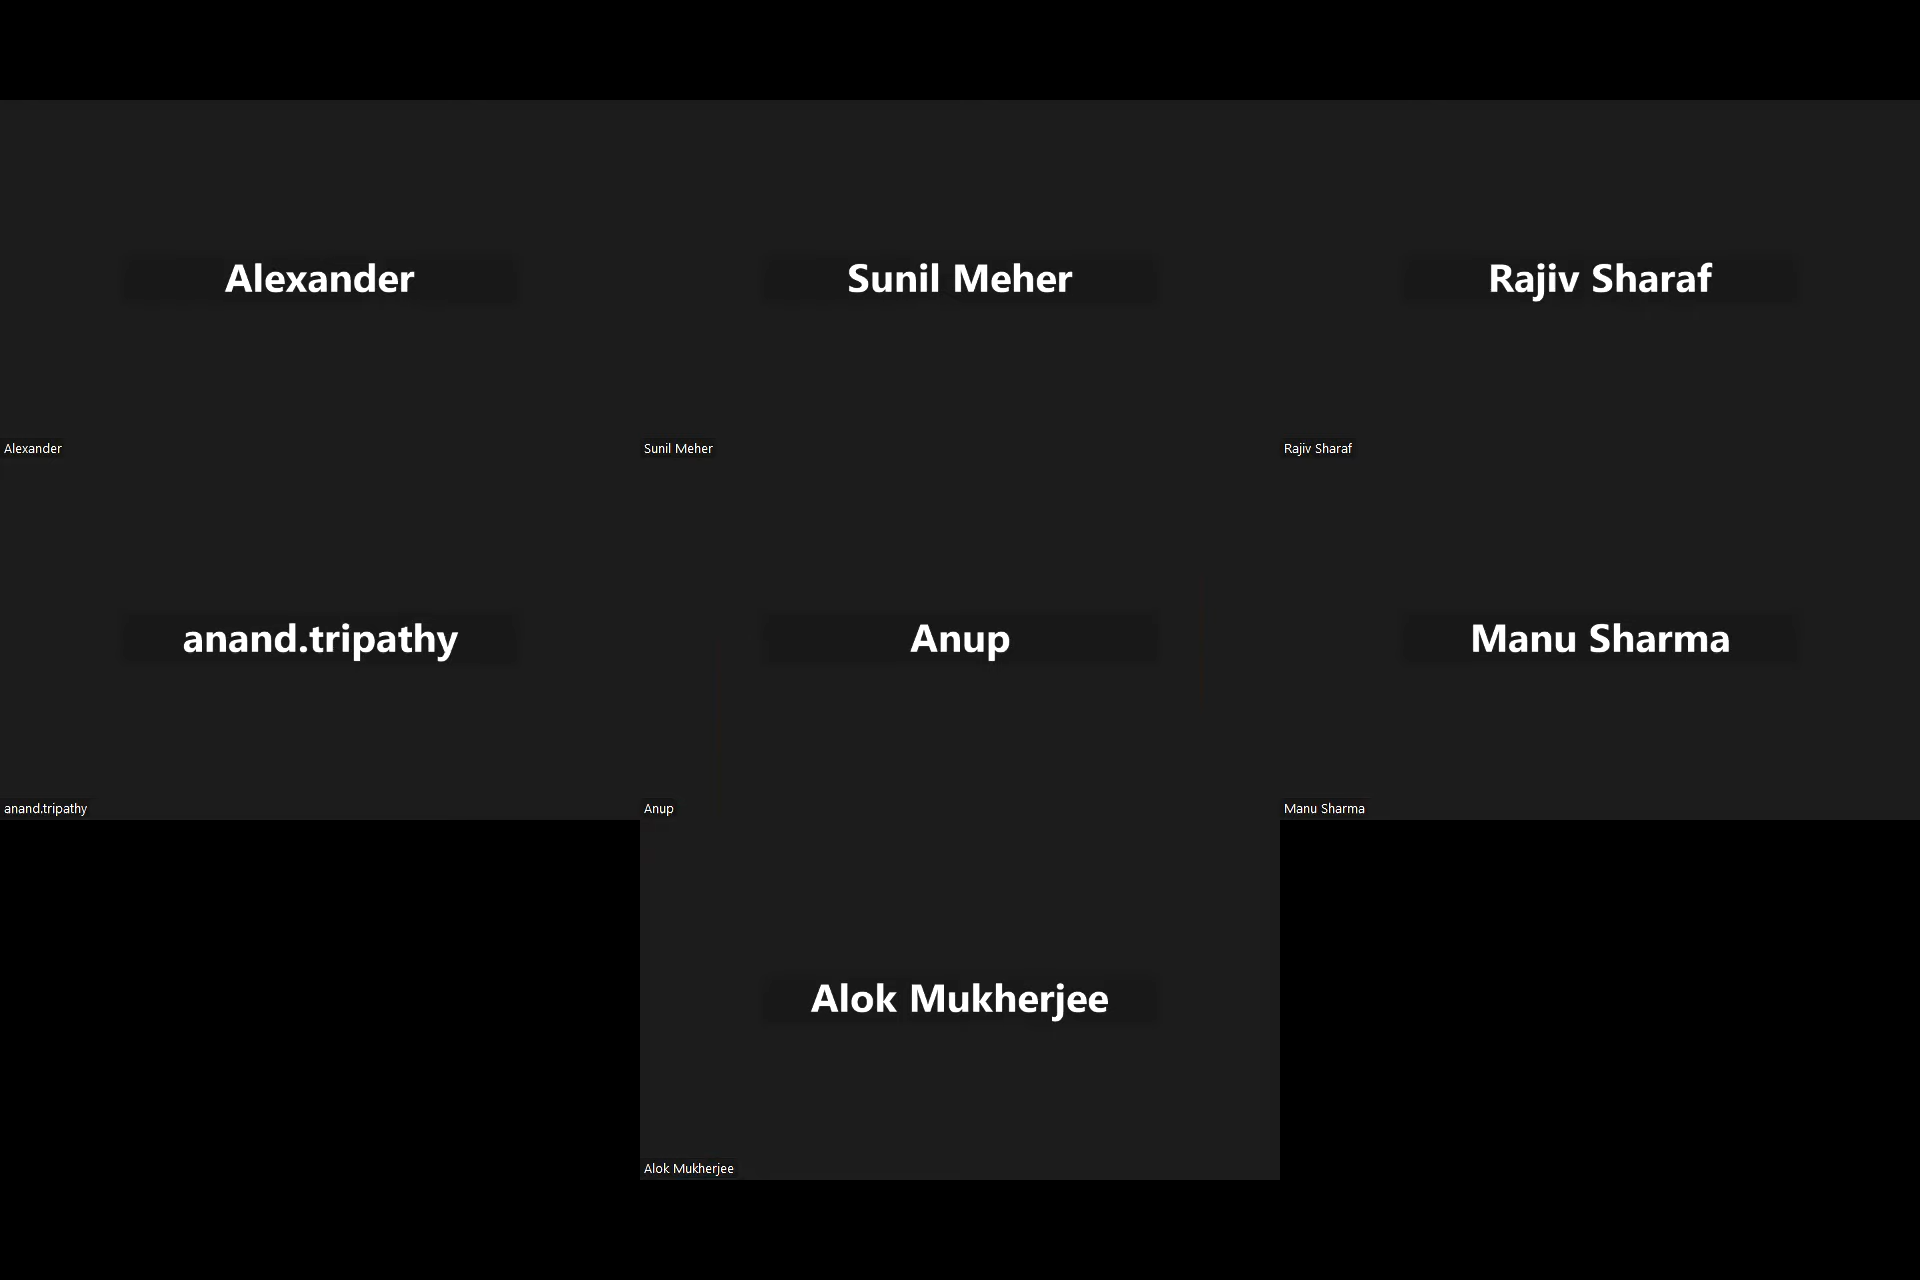 Alexander
Sunil Meher
Rajiv Sharaf
Alexander
Sunil Meher
Rajiv Sharaf
anand.tripathy
Anup
Manu Sharma
anand.tripathy
Anup
Manu Sharma
Alok Mukherjee
Alok Mukherjee